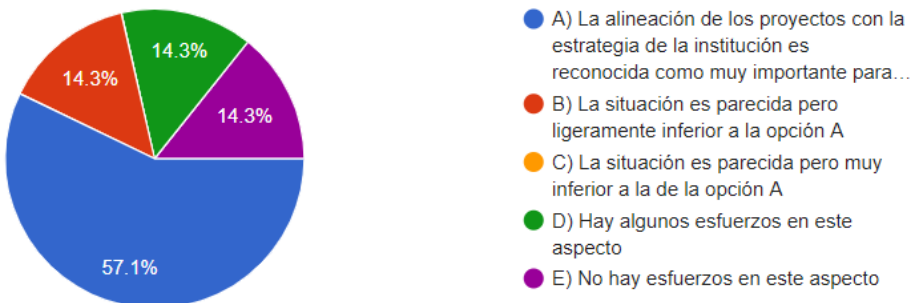 14.3%
14.3%
14.3%
57.1%
A) La alineación de los proyectos con la
estrategia de la institución es
reconocida como muy importante para...
B) La situación es parecida pero
ligeramente inferior a la opción A
C) La situación es parecida pero muy
inferior a la de la opción A
D) Hay algunos esfuerzos en este
aspecto
E) No hay esfuerzos en este aspecto